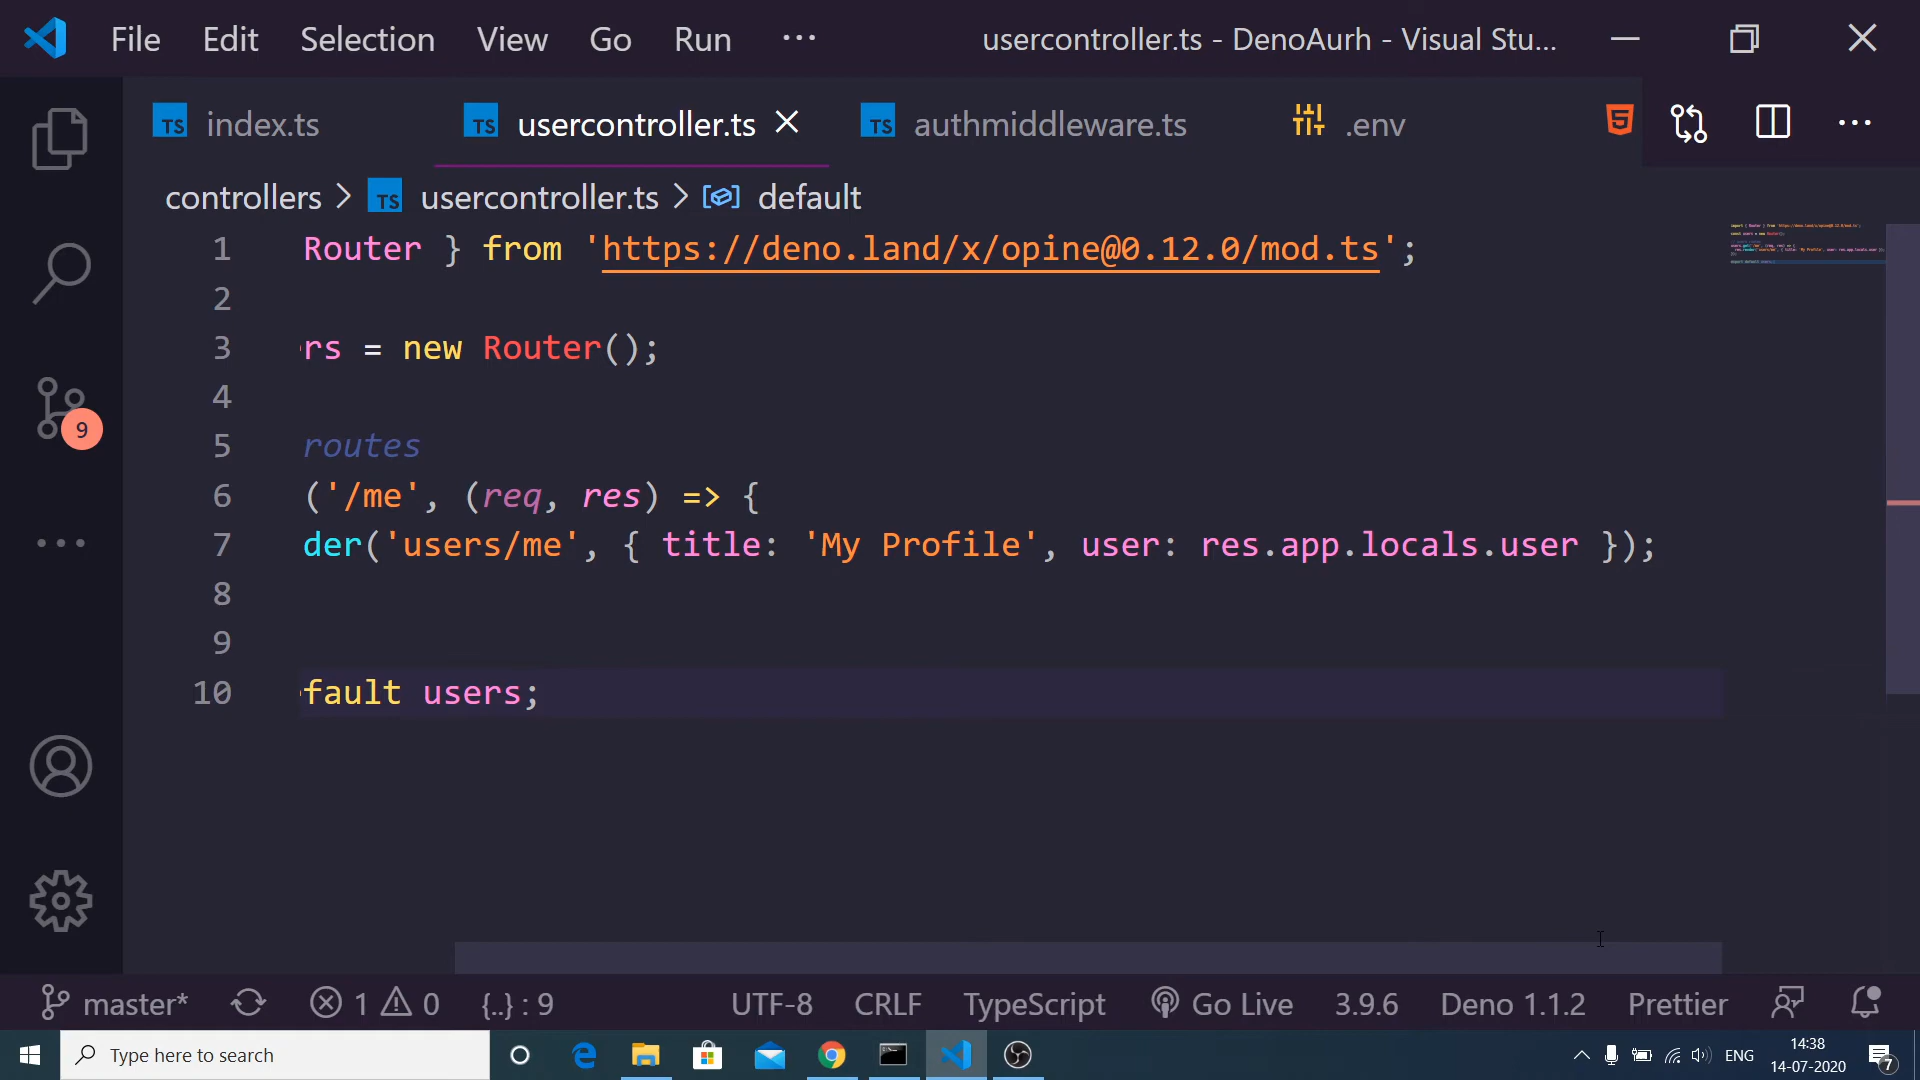 File Edit Selection View Go Run ··· usercontroller.ts - DenoAurh - Visual Stu...
index.ts usercontroller.ts authmiddleware.ts .env
controllers > usercontroller.ts > default
1 Router } from 'https://deno.land/x/opine@0.12.0/mod.ts';
2
3 rs = new Router();
4
5 routes
6 ('/me', (req, res) => {
7 der('users/me', { title: 'My Profile', user: res.app.locals.user });
8
9
10 fault users;
9
master* 1 0 {..} : 9 UTF-8 CRLF TypeScript Go Live 3.9.6 Deno 1.1.2 Prettier
Type here to search
ENG
14:38
14-07-2020
7